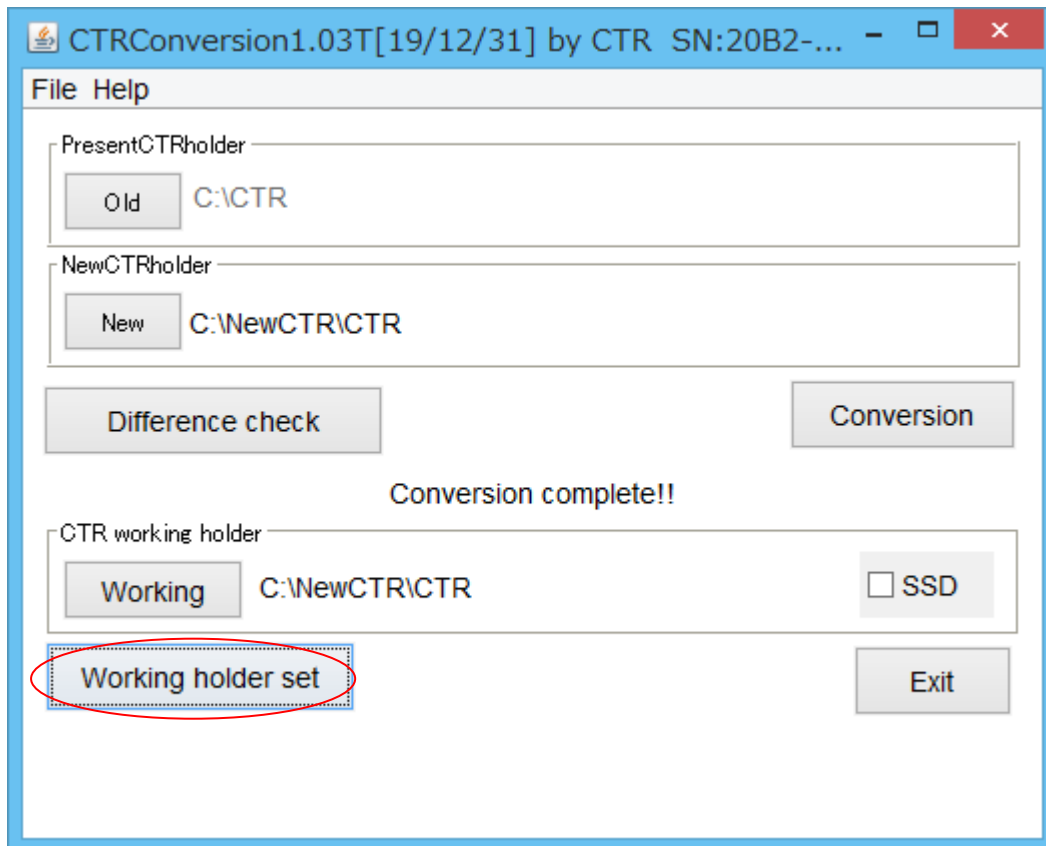 CTRConversion1.03T[19/12/31] by CTR SN:20B2-...
File Help
PresentCTRholder
Old C:\CTR
NewCTRholder
New C:\NewCTR\CTR
Difference check Conversion
Conversion complete!!
CTR working holder
Working C:\NewCTR\CTR SSD
Working holder set Exit